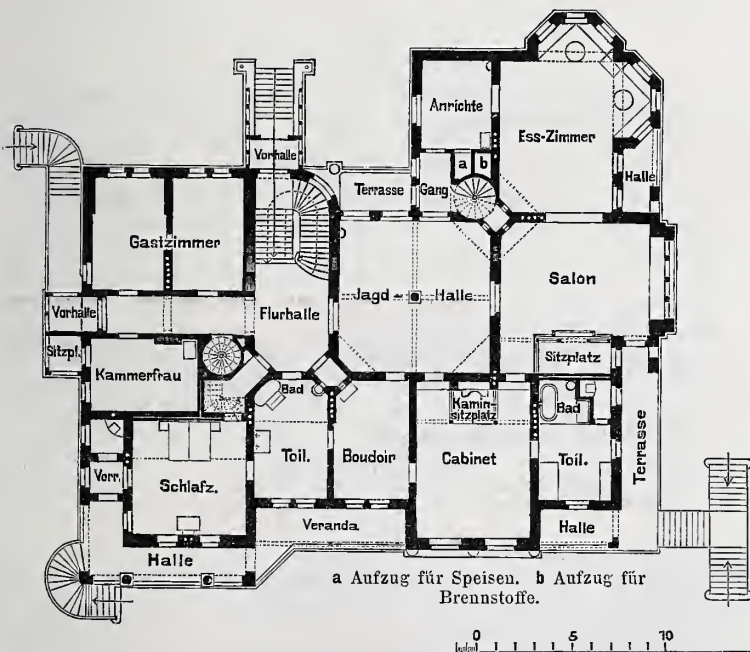 Anrichte
Ess-Zimmer
Vorhalle
a b
Terrasse
Gang
Halle
Gastzimmer
Jagd - Halle
Salon
Vorhalle
Flurhalle
Sitzpl.
Sitzplatz
Kammerfrau
Bad
Kamin-
sitzplatz
Bad
Toil.
Boudoir
Cabinet
Toil.
Terrasse
Vorr.
Schlafz.
Veranda
Halle
Halle
a Aufzug für Speisen. b Aufzug für
Brennstoffe.
0 5 10